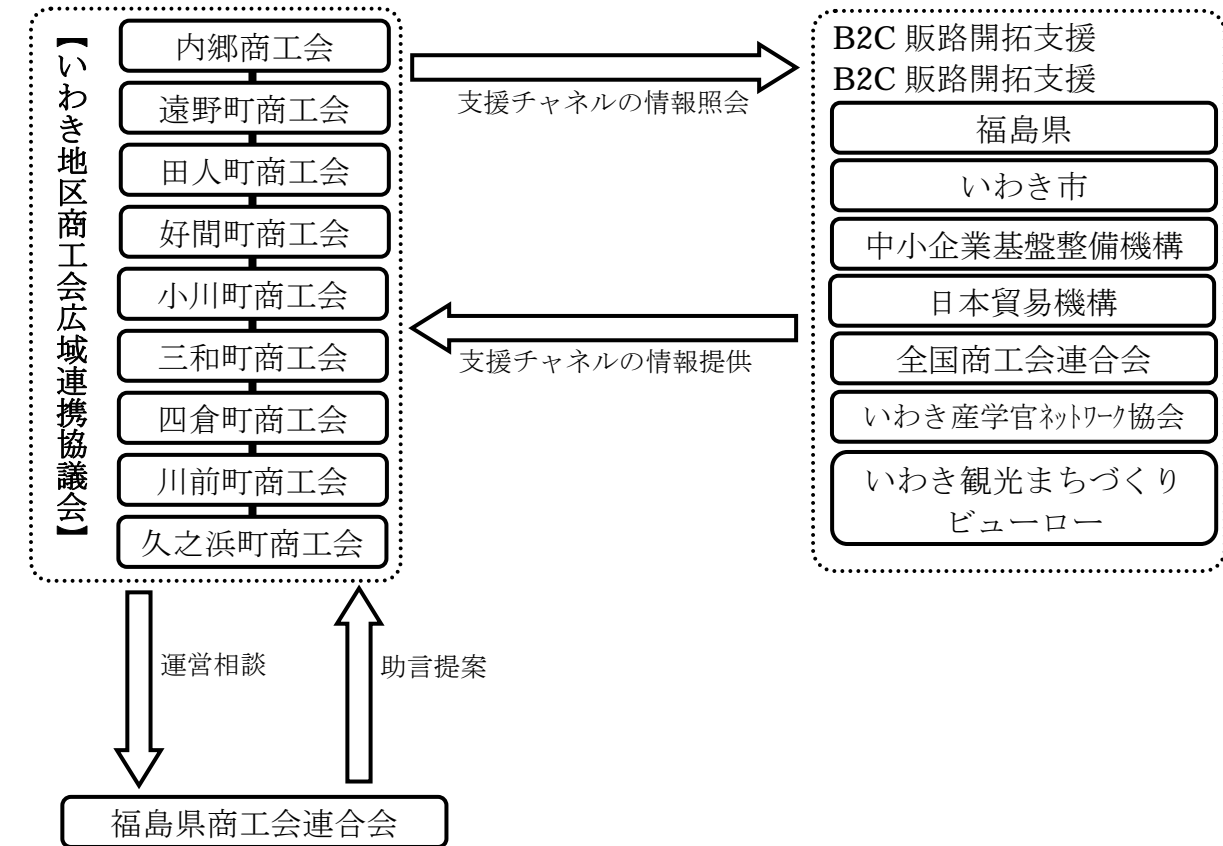 【いわき地区商工会広域連携協議会】
内郷商工会
遠野町商工会
田人町商工会
好間町商工会
小川町商工会
三和町商工会
四倉町商工会
川前町商工会
久之浜町商工会
支援チャネルの情報照会
支援チャネルの情報提供
B2C 販路開拓支援
B2C 販路開拓支援
福島県
いわき市
中小企業基盤整備機構
日本貿易機構
全国商工会連合会
いわき産学官ﾈｯﾄﾜｰｸ協会
いわき観光まちづくり
ビューロー
運営相談
助言提案
福島県商工会連合会